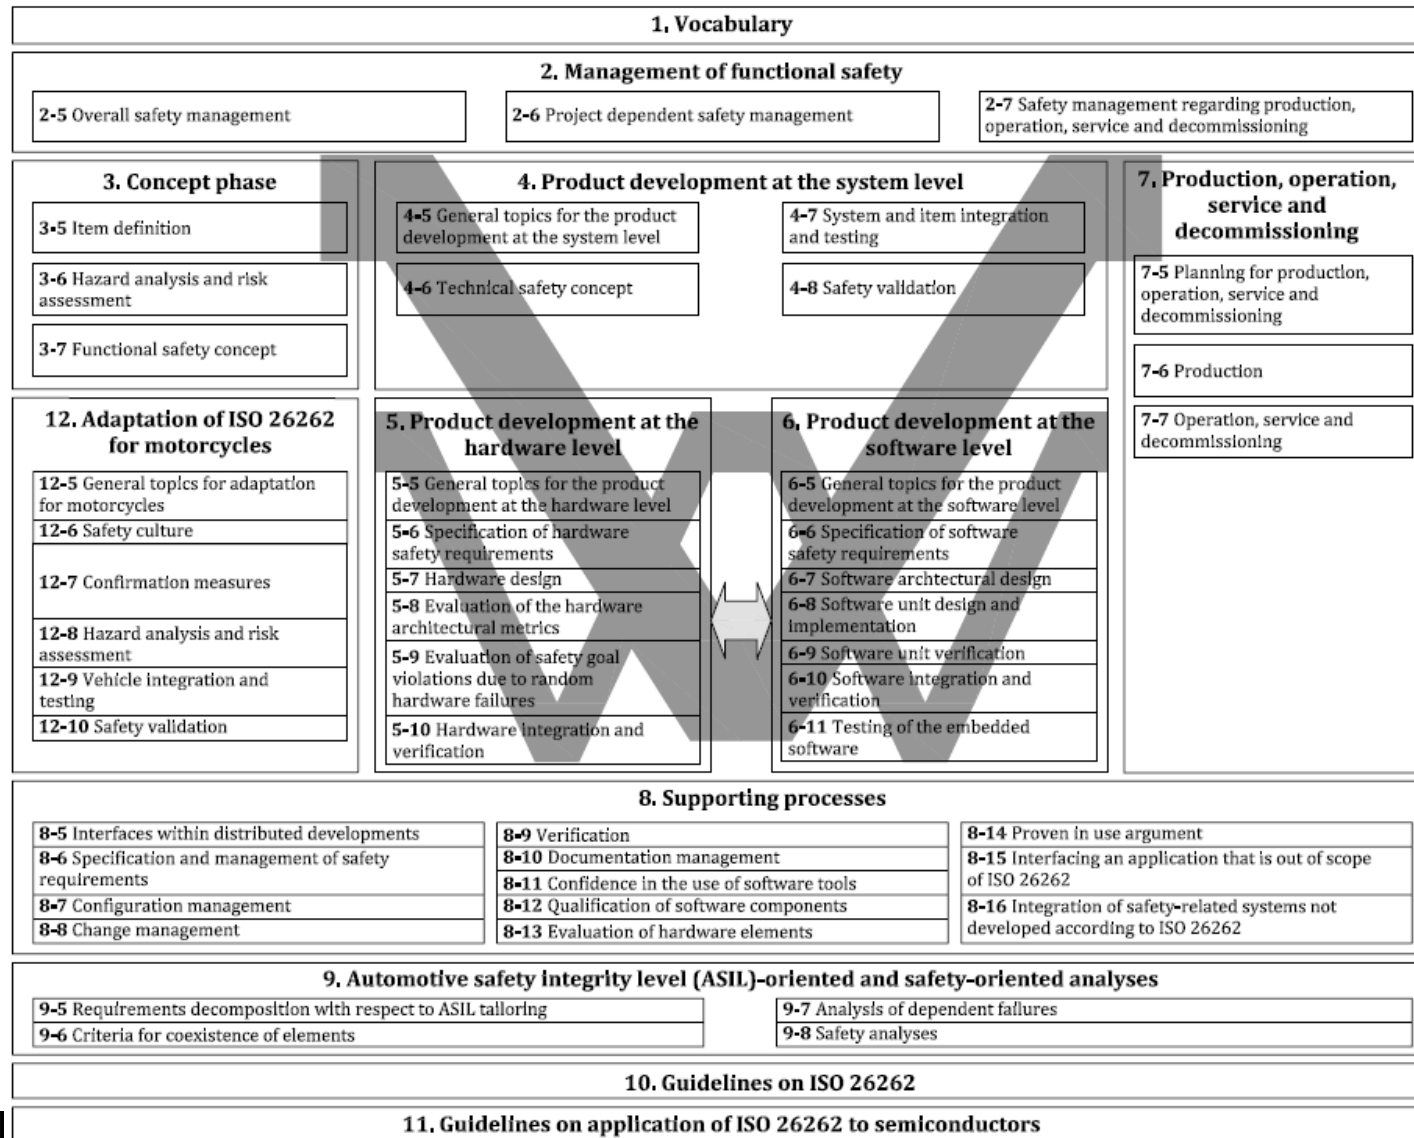 1. Vocabulary
2. Management of functional safety
2-5 Overall safety management
2-6 Project dependent safety management
2-7 Safety management regarding production,
operation, service and decommissioning
3. Concept phase
3-5 Item definition
3-6 Hazard analysis and risk
assessment
3-7 Functional safety concept
4. Product development at the system level
4-5 General topics for the product
development at the system level
4-6 Technical safety concept
4-7 System and item integration
and testing
4-8 Safety validation
7. Production, operation,
service and
decommissioning
7-5 Planning for production,
operation, service and
decommissioning
7-6 Production
7-7 Operation, service and
decommissioning
12. Adaptation of ISO 26262
for motorcycles
12-5 General topics for adaptation
for motorcycles
12-6 Safety culture
12-7 Confirmation measures
12-8 Hazard analysis and risk
assessment
12-9 Vehicle integration and
testing
12-10 Safety validation
5. Product development at the
hardware level
5-5 General topics for the product
development at the hardware level
5-6 Specification of hardware
safety requirements
5-7 Hardware design
5-8 Evaluation of the hardware
architectural metrics
5-9 Evaluation of safety goal
violations due to random
hardware failures
5-10 Hardware integration and
verification
6. Product development at the
software level
6-5 General topics for the product
development at the software level
6-6 Specification of software
safety requirements
6-7 Software archtectural design
6-8 Software unit design and
implementation
6-9 Software unit verification
6-10 Software integration and
verification
6-11 Testing of the embedded
software
8. Supporting processes
8-5 Interfaces within distributed developments
8-6 Specification and management of safety
requirements
8-7 Configuration management
8-8 Change management
8-9 Verification
8-10 Documentation management
8-11 Confidence in the use of software tools
8-12 Qualification of software components
8-13 Evaluation of hardware elements
8-14 Proven in use argument
8-15 Interfacing an application that is out of scope
of ISO 26262
8-16 Integration of safety-related systems not
developed according to ISO 26262
9. Automotive safety integrity level (ASIL)-oriented and safety-oriented analyses
9-5 Requirements decomposition with respect to ASIL tailoring
9-6 Criteria for coexistence of elements
9-7 Analysis of dependent failures
9-8 Safety analyses
10. Guidelines on ISO 26262
11. Guidelines on application of ISO 26262 to semiconductors